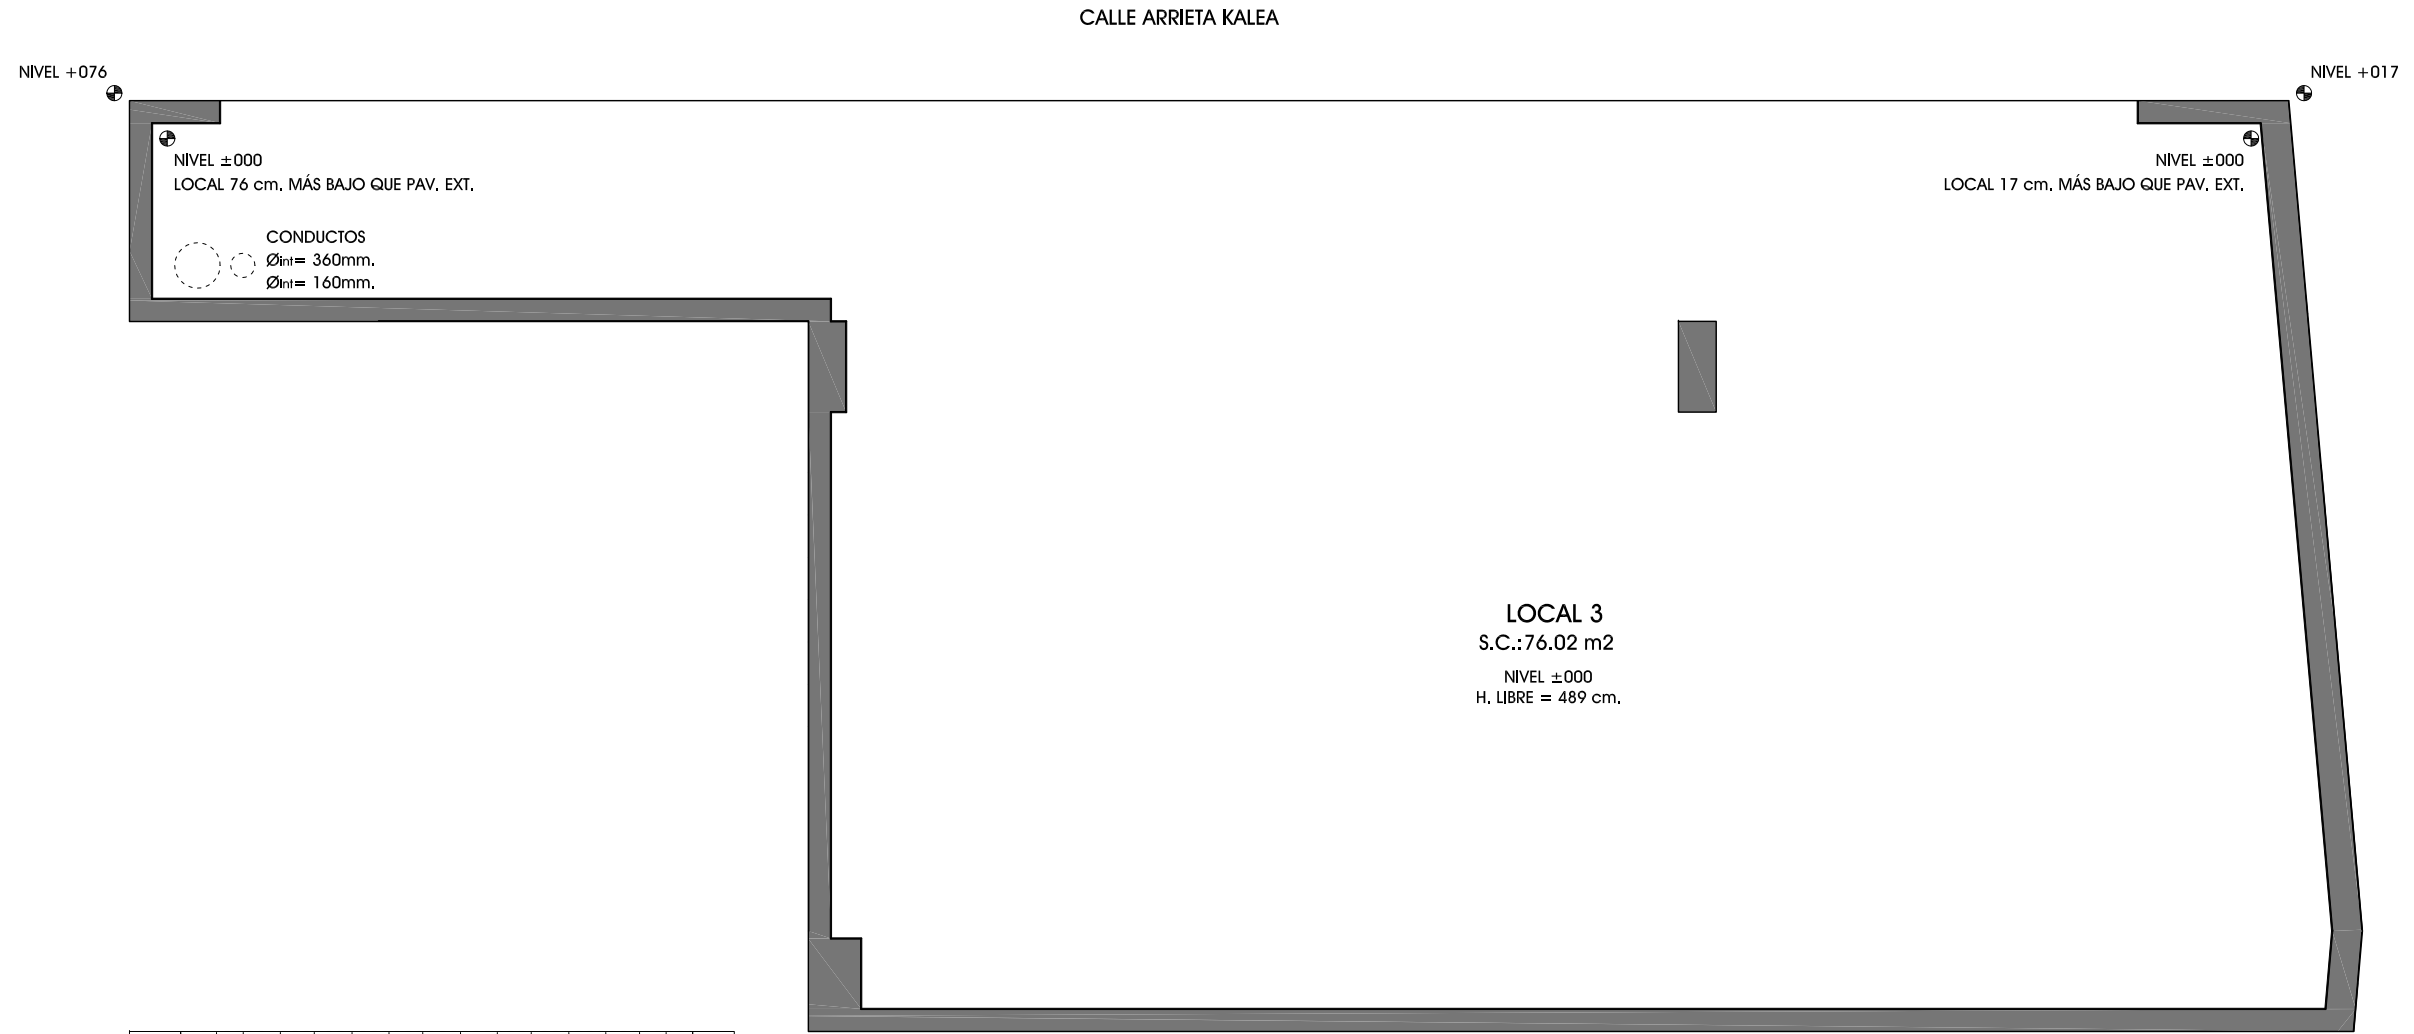 CALLE ARRIETA KALEA
NIVEL +076
NIVEL +017
NIVEL ±000
LOCAL 76 cm. MÁS BAJO QUE PAV. EXT.
NIVEL ±000
LOCAL 17 cm. MÁS BAJO QUE PAV. EXT.
CONDUCTOS
Øint= 360mm.
Øint= 160mm.
LOCAL 3
S.C.:76.02 m2
NIVEL ±000
H. LIBRE = 489 cm.